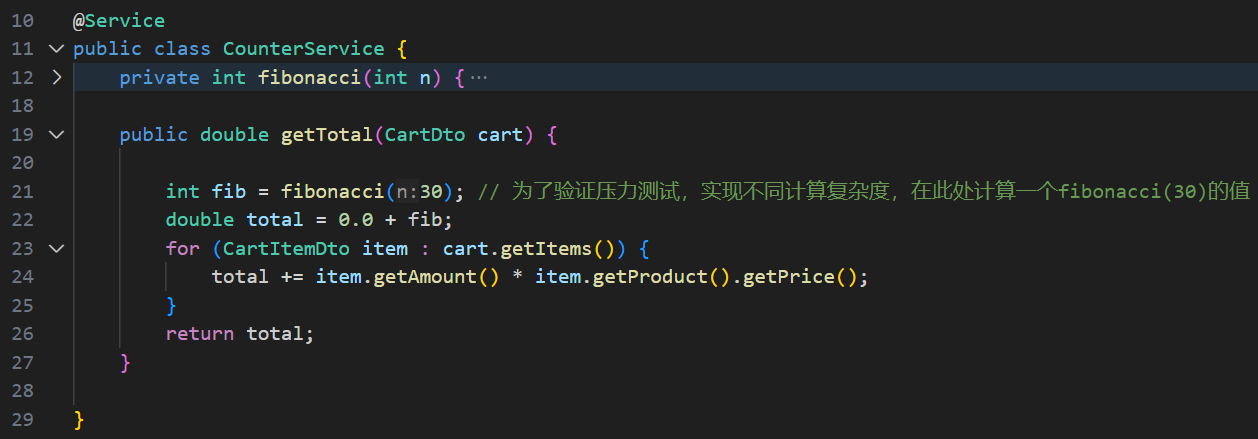 10 @Service
11 public class CounterService {
12 private int fibonacci(int n) {…
18
19 public double getTotal(CartDto cart) {
20
21 int fib = fibonacci(n:30); // 为了验证压力测试，实现不同计算复杂度，在此处计算一个fibonacci(30)的值
22 double total = 0.0 + fib;
23 for (CartItemDto item : cart.getItems()) {
24 total += item.getAmount() * item.getProduct().getPrice();
25 }
26 return total;
27 }
28
29 }